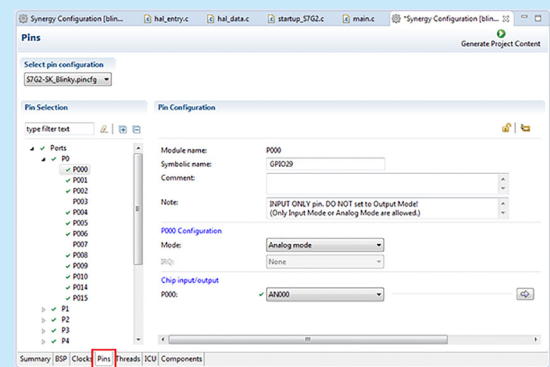 Synergy Configuration [blin...
hal_entry.c
hal_data.c
startup_S7G2.c
main.c
*Synergy Configuration [blin...
Pins
Generate Project Content
Select pin configuration
S7G2-SK_Blinky.pincfg
Pin Selection
Pin Configuration
type filter text
Ports
P0
P000
P001
P002
P003
P004
P005
P006
P007
P008
P009
P010
P014
P015
P1
P2
P3
P4
Module name: P000
Symbolic name: GPIO29
Comment:
Note: INPUT ONLY pin. DO NOT set to Output Mode!
(Only Input Mode or Analog Mode are allowed.)
P000 Configuration
Mode: Analog mode
IRQ: None
Chip input/output
P000: AN000
Summary BSP Clocks Pins Threads ICU Components